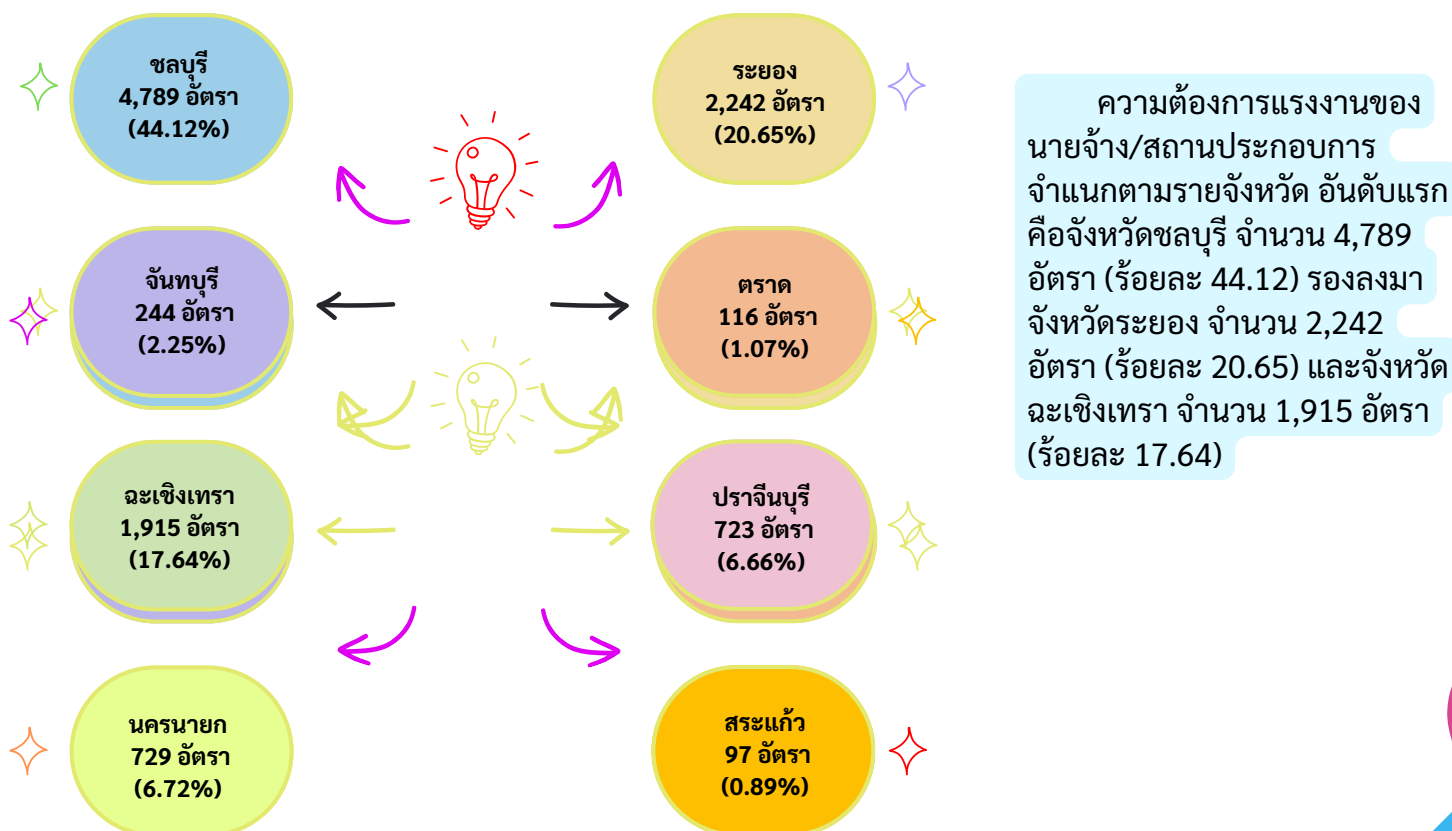 ชลบุรี
4,789 อัตรา
(44.12%)
ระยอง
2,242 อัตรา
(20.65%)
จันทบุรี
244 อัตรา
(2.25%)
ตราด
116 อัตรา
(1.07%)
ฉะเชิงเทรา
1,915 อัตรา
(17.64%)
ปราจีนบุรี
723 อัตรา
(6.66%)
นครนายก
729 อัตรา
(6.72%)
สระแก้ว
97 อัตรา
(0.89%)
ความต้องการแรงงานของ
นายจ้าง/สถานประกอบการ
จำแนกตามรายจังหวัด อันดับแรก
คือจังหวัดชลบุรี จำนวน 4,789
อัตรา (ร้อยละ 44.12) รองลงมา
จังหวัดระยอง จำนวน 2,242
อัตรา (ร้อยละ 20.65) และจังหวัด
ฉะเชิงเทรา จำนวน 1,915 อัตรา
(ร้อยละ 17.64)